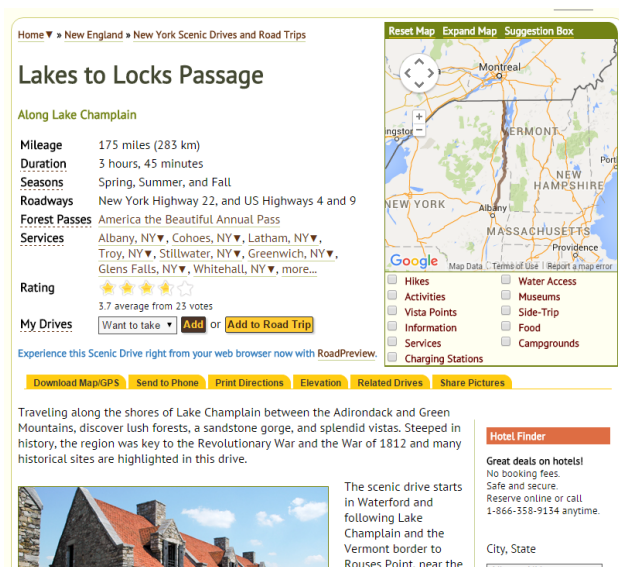 Home▼ » New England » New York Scenic Drives and Road Trips
Lakes to Locks Passage
Along Lake Champlain
Mileage 175 miles (283 km)
Duration 3 hours, 45 minutes
Seasons Spring, Summer, and Fall
Roadways New York Highway 22, and US Highways 4 and 9
Forest Passes America the Beautiful Annual Pass
Services Albany, NY▼, Cohoes, NY▼, Latham, NY▼,
Troy, NY▼, Stillwater, NY▼, Greenwich, NY▼,
Glens Falls, NY▼, Whitehall, NY▼, more...
Rating
3.7 average from 23 votes
My Drives Want to take ▼ Add or Add to Road Trip
Experience this Scenic Drive right from your web browser now with RoadPreview.
Reset Map Expand Map Suggestion Box
Montreal
ingston
VERMONT
Portl
NEW
HAMPSHIRE
NEW YORK
Albany
MASSACHUSETTS
Providence
Google Map Data Terms of Use Report a map error
Hikes Water Access
Activities Museums
Vista Points Side-Trip
Information Food
Services Campgrounds
Charging Stations
Download Map/GPS Send to Phone Print Directions Elevation Related Drives Share Pictures
Traveling along the shores of Lake Champlain between the Adirondack and Green
Mountains, discover lush forests, a sandstone gorge, and splendid vistas. Steeped in
history, the region was key to the Revolutionary War and the War of 1812 and many
historical sites are highlighted in this drive.
The scenic drive starts
in Waterford and
following Lake
Champlain and the
Vermont border to
Rouses Point, near the
Hotel Finder
Great deals on hotels!
No booking fees.
Safe and secure.
Reserve online or call
1-866-358-9134 anytime.
City, State